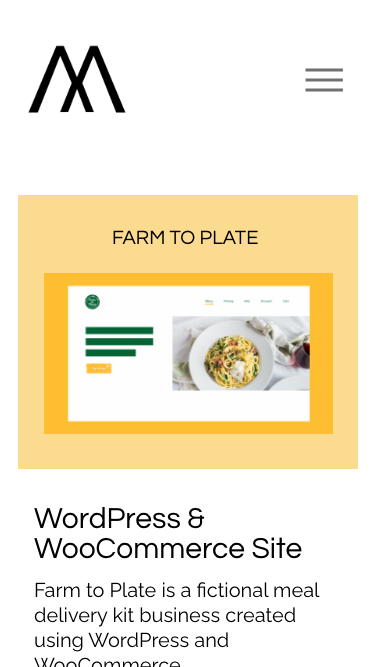 FARM TO PLATE
WordPress &
WooCommerce Site
Farm to Plate is a fictional meal
delivery kit business created
using WordPress and
WooCommerce